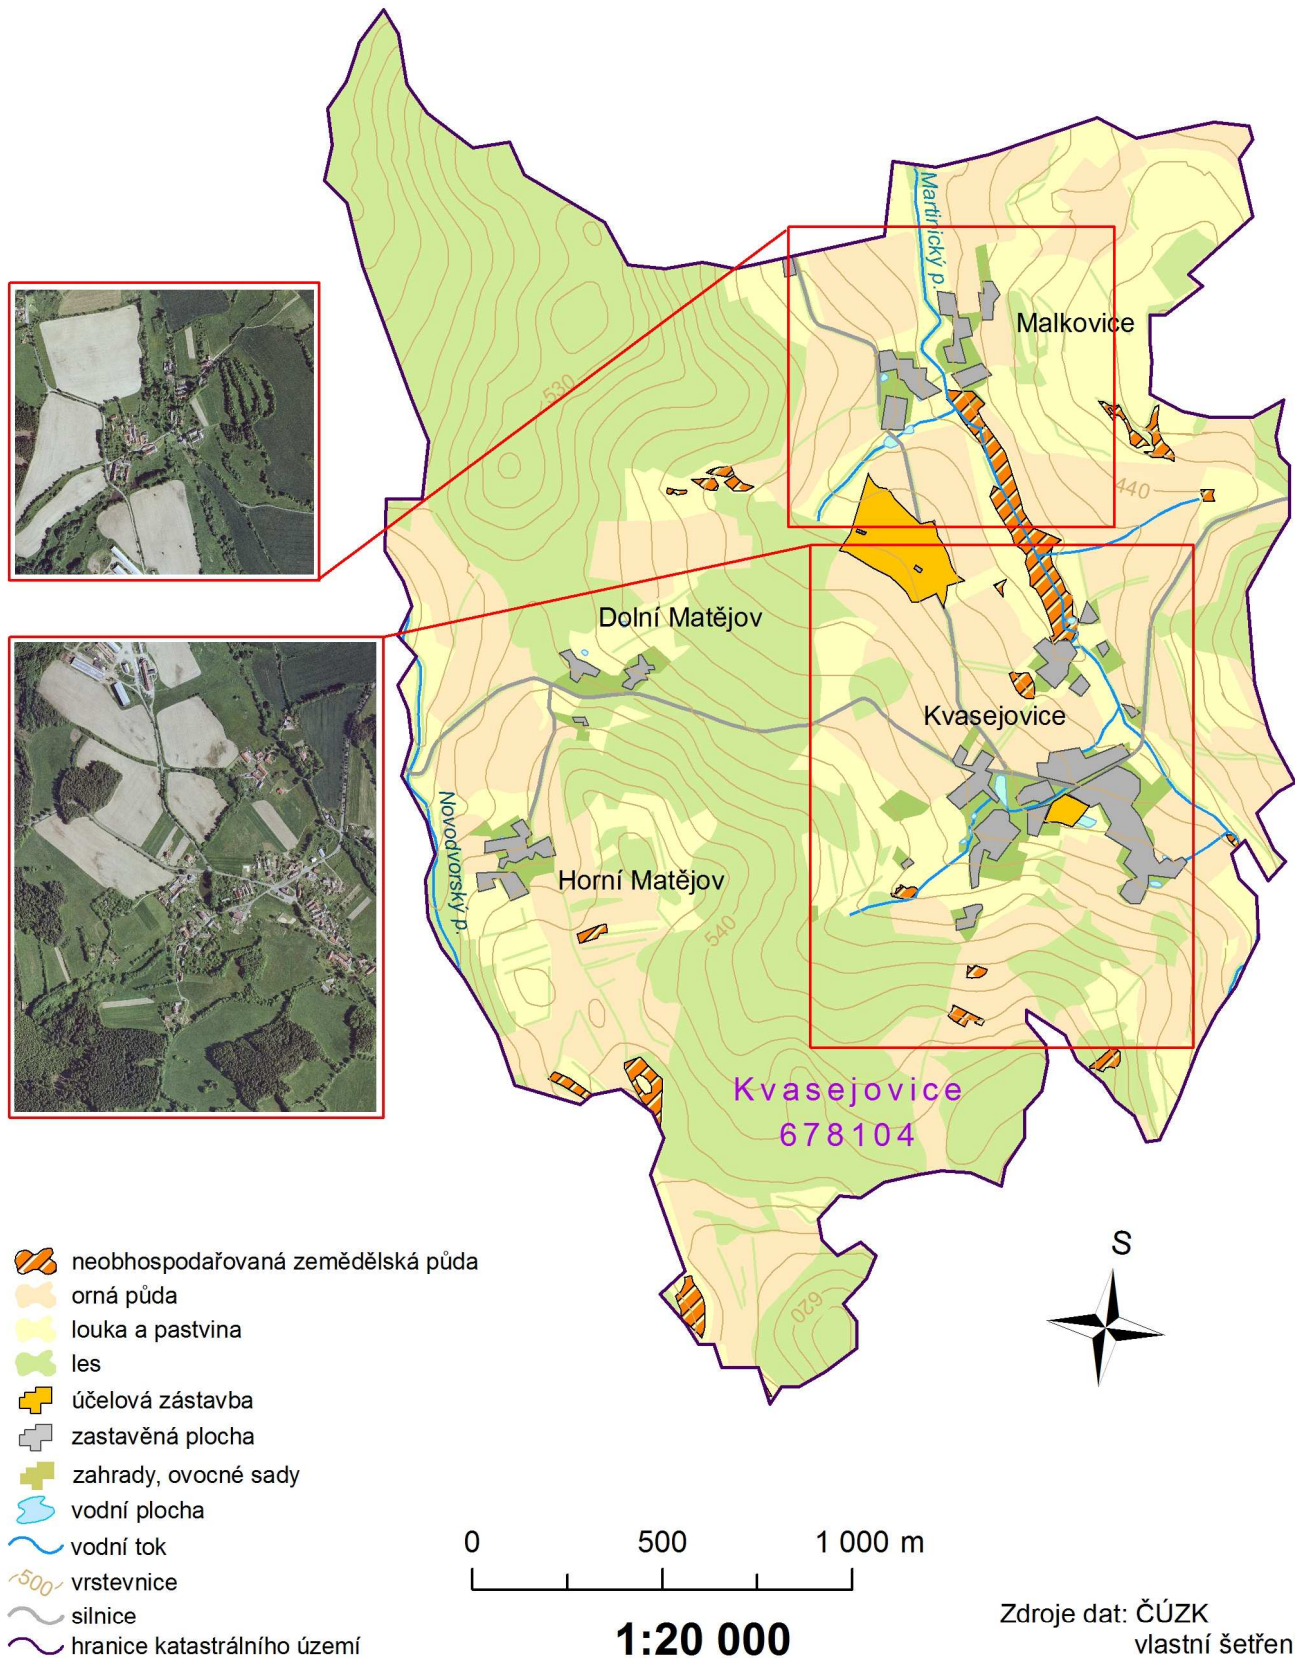 Martinický p.
Malkovice
530
440
Dolní Matějov
Kvasejovice
Novodvorský p.
Horní Matějov
540
Kvasejovice
678104
620
S
neobhospodařovaná zemědělská půda
orná půda
louka a pastvina
les
účelová zástavba
zastavěná plocha
zahrady, ovocné sady
vodní plocha
vodní tok
500 vrstevnice
silnice
hranice katastrálního území
0 500 1 000 m
1:20 000
Zdroje dat: ČÚZK
vlastní šetřen